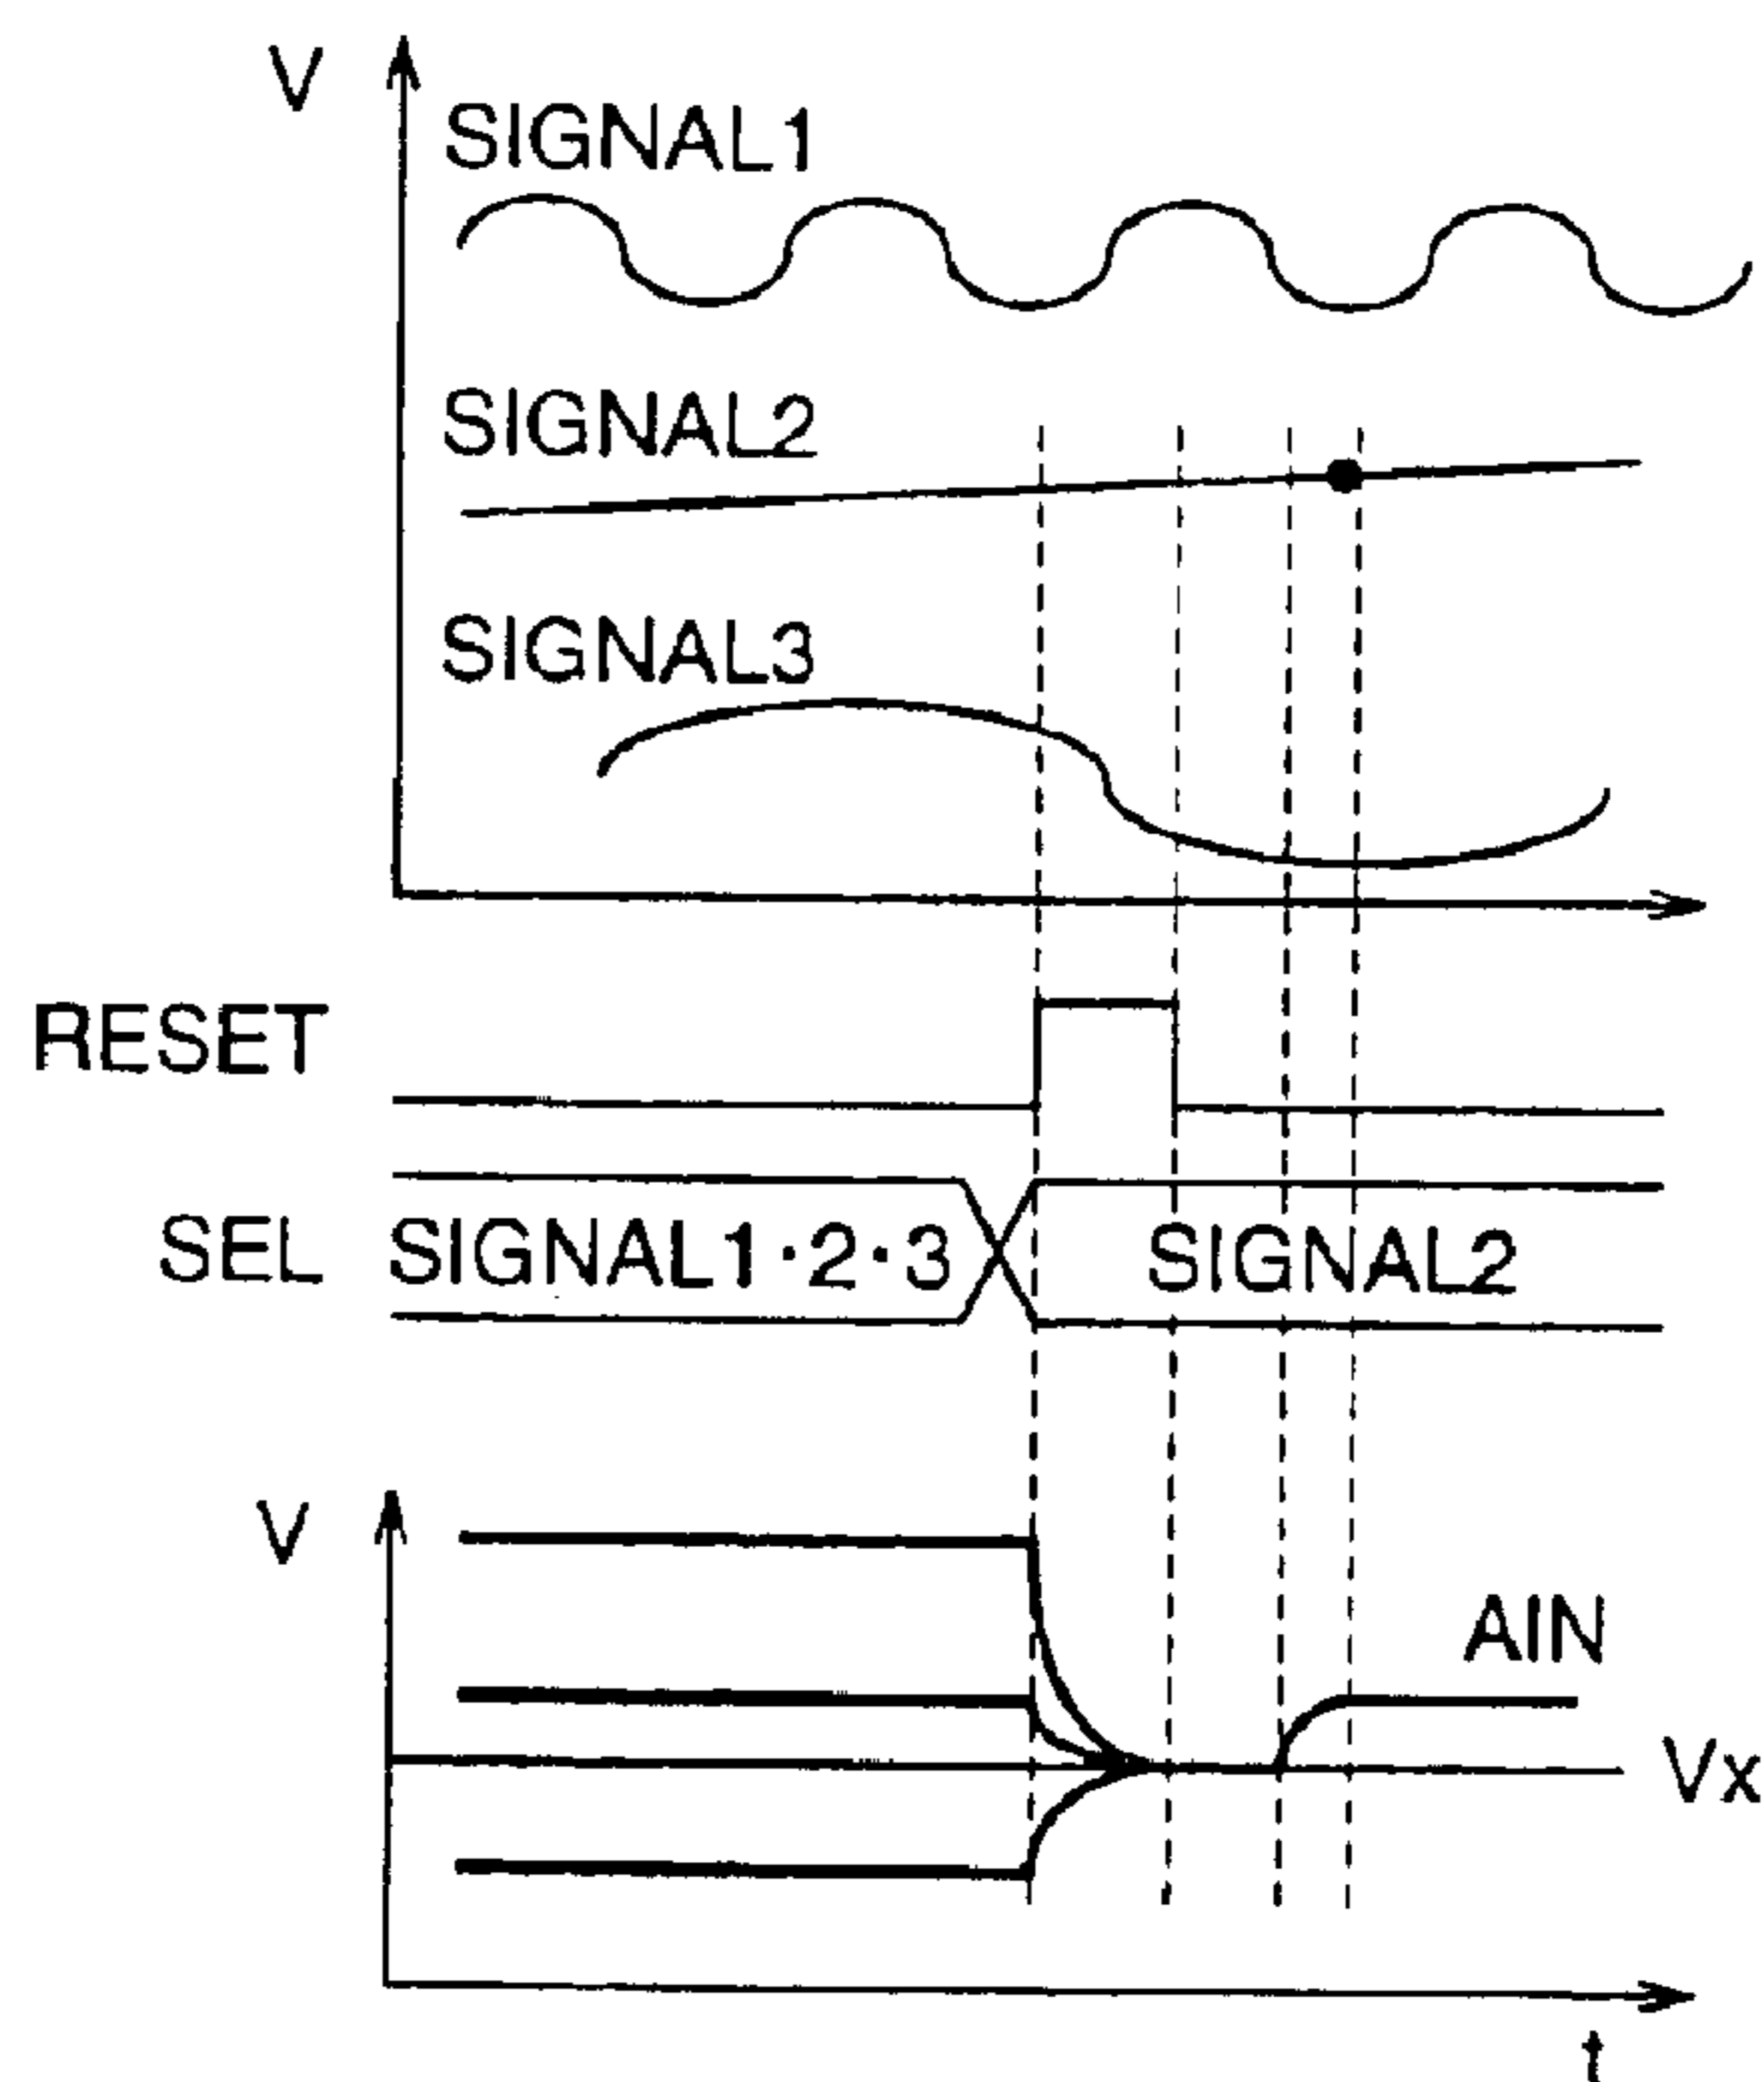 V
SIGNAL1
SIGNAL2
SIGNAL3
RESET
SEL SIGNAL1·2·3 SIGNAL2
V
AIN
Vx
t